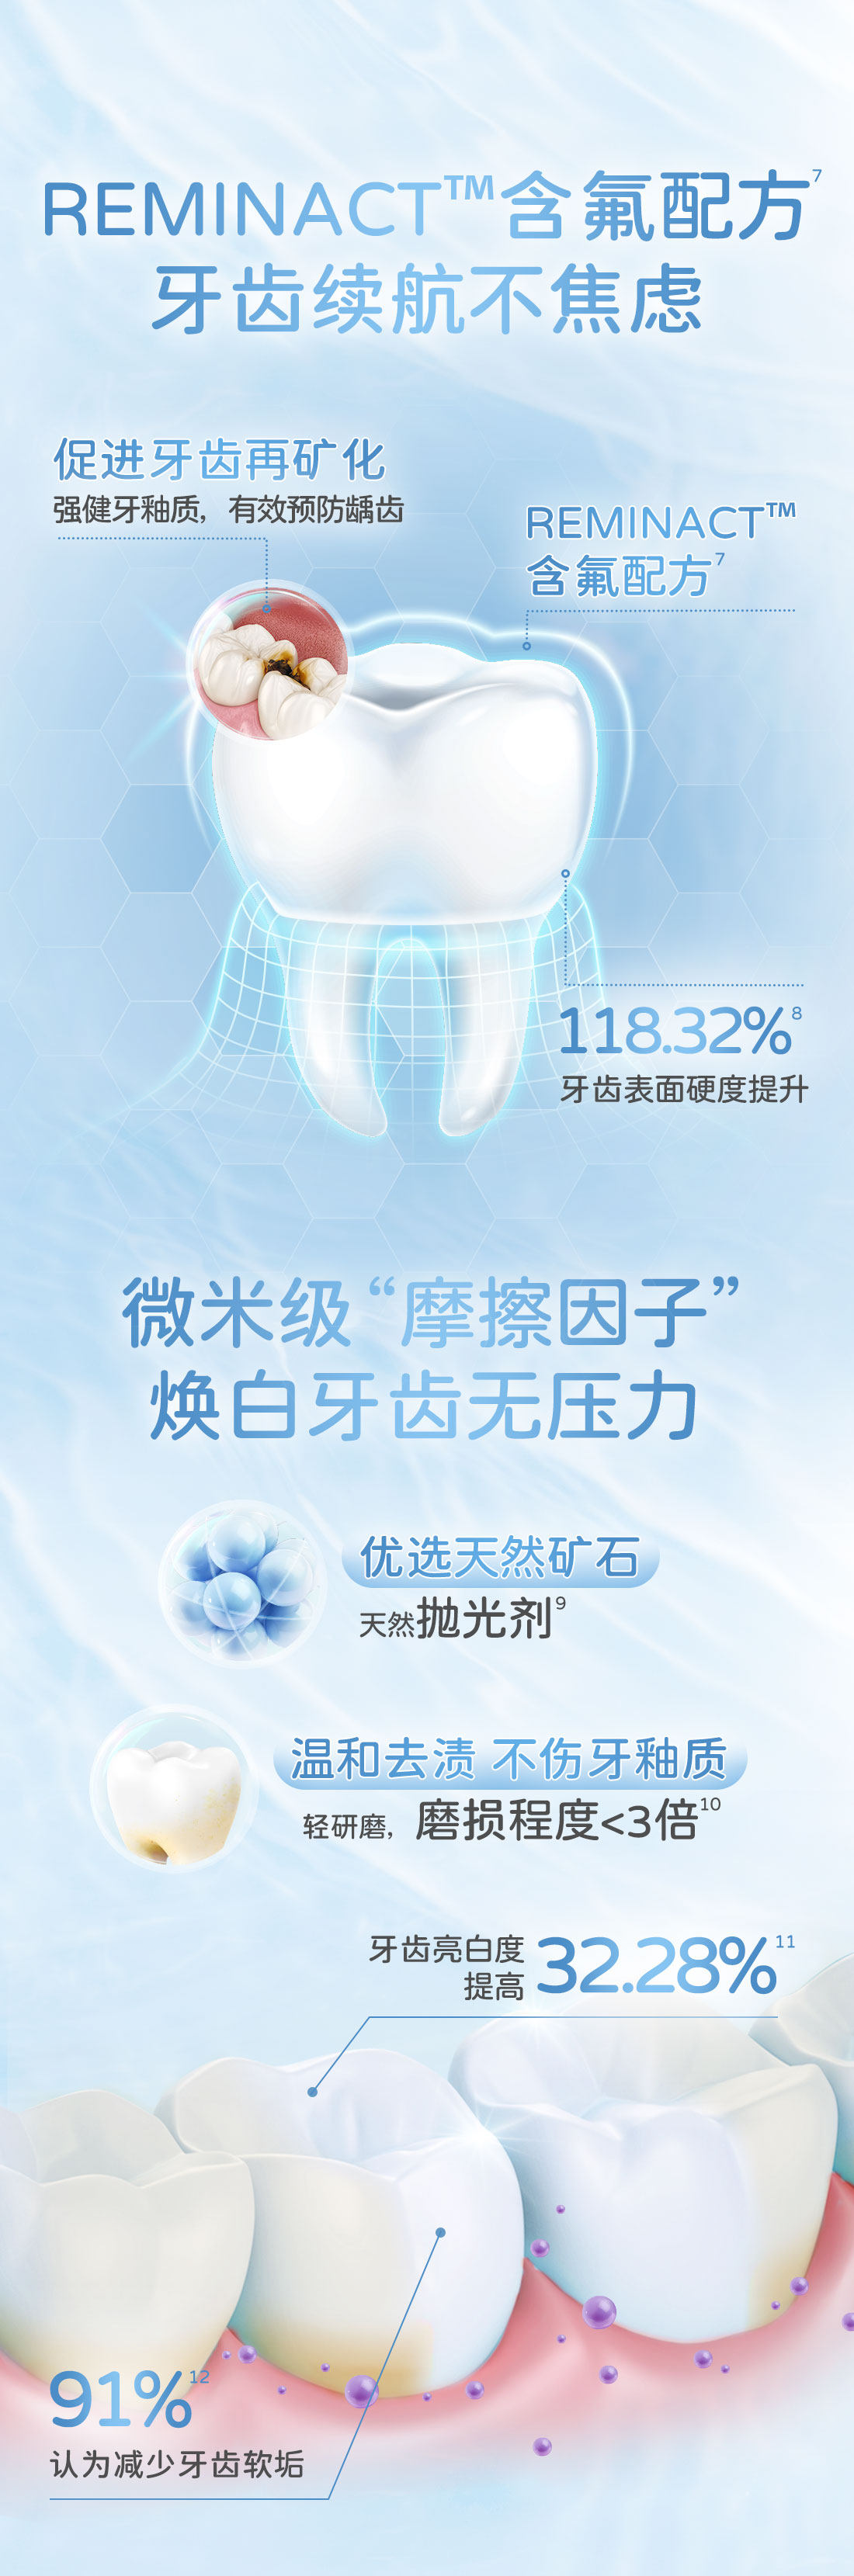 REMINACT™含氟配方7
牙齿续航不焦虑
促进牙齿再矿化
强健牙釉质，有效预防龋齿
REMINACT™
含氟配方7
118.32%8
牙齿表面硬度提升
微米级“摩擦因子”
焕白牙齿无压力
优选天然矿石
天然抛光剂9
温和去渍 不伤牙釉质
轻研磨，磨损程度<3倍10
牙齿亮白度
提高 32.28%11
91%12
认为减少牙齿软垢